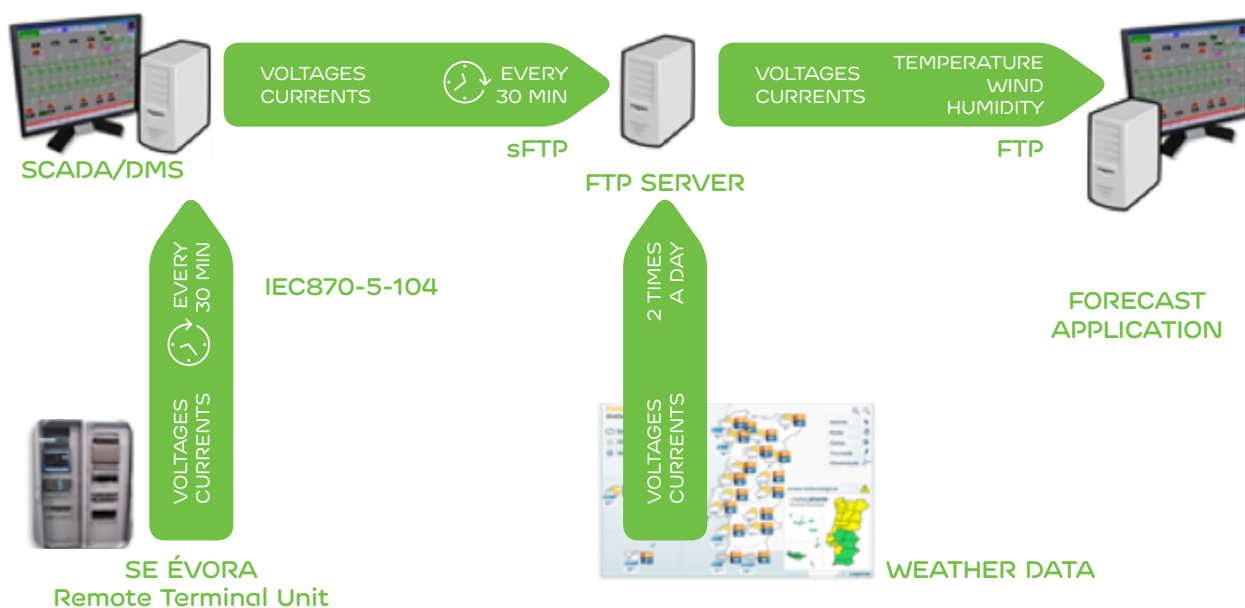 VOLTAGES
CURRENTS
EVERY
30 MIN
sFTP
VOLTAGES
CURRENTS
TEMPERATURE
WIND
HUMIDITY
FTP
SCADA/DMS
FTP SERVER
FORECAST
APPLICATION
EVERY
30 MIN
VOLTAGES
CURRENTS
IEC870-5-104
2 TIMES
A DAY
VOLTAGES
CURRENTS
SE ÉVORA
Remote Terminal Unit
WEATHER DATA